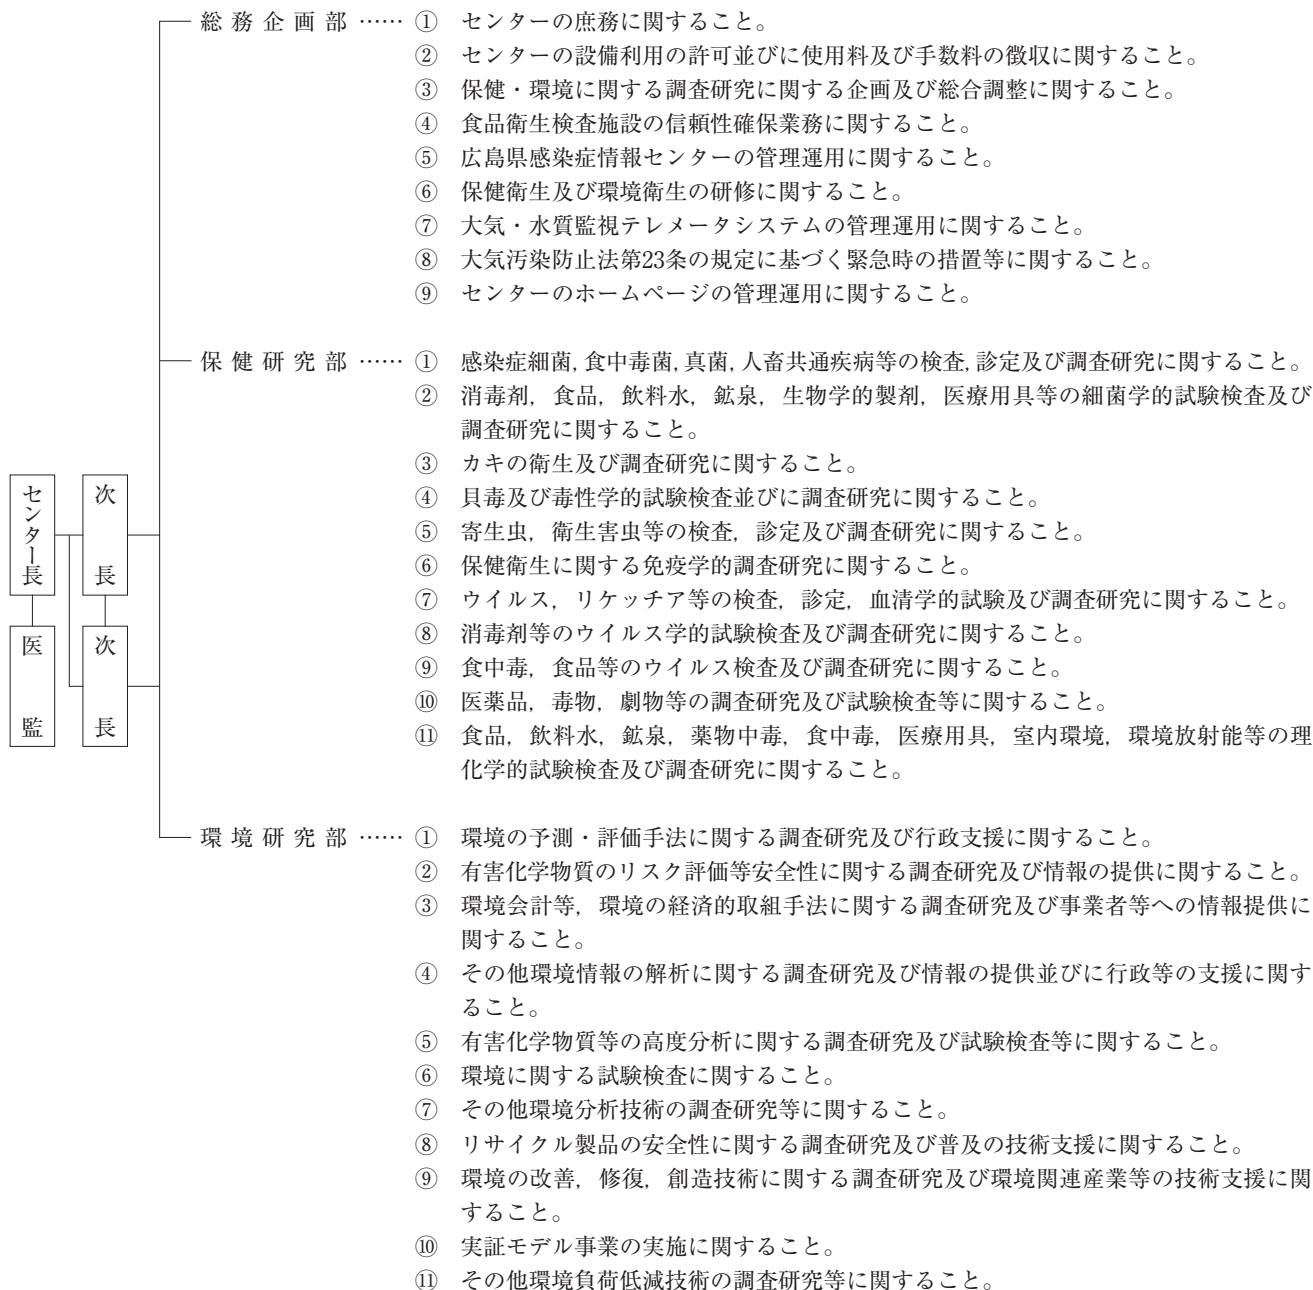 総務企画部 …… ① センターの庶務に関すること。
② センターの設備利用の許可並びに使用料及び手数料の徴収に関すること。
③ 保健・環境に関する調査研究に関する企画及び総合調整に関すること。
④ 食品衛生検査施設の信頼性確保業務に関すること。
⑤ 広島県感染症情報センターの管理運用に関すること。
⑥ 保健衛生及び環境衛生の研修に関すること。
⑦ 大気・水質監視テレメータシステムの管理運用に関すること。
⑧ 大気汚染防止法第23条の規定に基づく緊急時の措置等に関すること。
⑨ センターのホームページの管理運用に関すること。
保健研究部 …… ① 感染症細菌,食中毒菌,真菌,人畜共通疾病等の検査,診定及び調査研究に関すること。
② 消毒剤，食品，飲料水，鉱泉，生物学的製剤，医療用具等の細菌学的試験検査及び
調査研究に関すること。
③ カキの衛生及び調査研究に関すること。
④ 貝毒及び毒性学的試験検査並びに調査研究に関すること。
⑤ 寄生虫，衛生害虫等の検査，診定及び調査研究に関すること。
⑥ 保健衛生に関する免疫学的調査研究に関すること。
⑦ ウイルス，リケッチア等の検査，診定，血清学的試験及び調査研究に関すること。
⑧ 消毒剤等のウイルス学的試験検査及び調査研究に関すること。
⑨ 食中毒，食品等のウイルス検査及び調査研究に関すること。
⑩ 医薬品，毒物，劇物等の調査研究及び試験検査等に関すること。
⑪ 食品，飲料水，鉱泉，薬物中毒，食中毒，医療用具，室内環境，環境放射能等の理
化学的試験検査及び調査研究に関すること。
センター長
次長
医監
次長
環境研究部 …… ① 環境の予測・評価手法に関する調査研究及び行政支援に関すること。
② 有害化学物質のリスク評価等安全性に関する調査研究及び情報の提供に関すること。
③ 環境会計等，環境の経済的取組手法に関する調査研究及び事業者等への情報提供に
関すること。
④ その他環境情報の解析に関する調査研究及び情報の提供並びに行政等の支援に関す
ること。
⑤ 有害化学物質等の高度分析に関する調査研究及び試験検査等に関すること。
⑥ 環境に関する試験検査に関すること。
⑦ その他環境分析技術の調査研究等に関すること。
⑧ リサイクル製品の安全性に関する調査研究及び普及の技術支援に関すること。
⑨ 環境の改善，修復，創造技術に関する調査研究及び環境関連産業等の技術支援に関
すること。
⑩ 実証モデル事業の実施に関すること。
⑪ その他環境負荷低減技術の調査研究等に関すること。